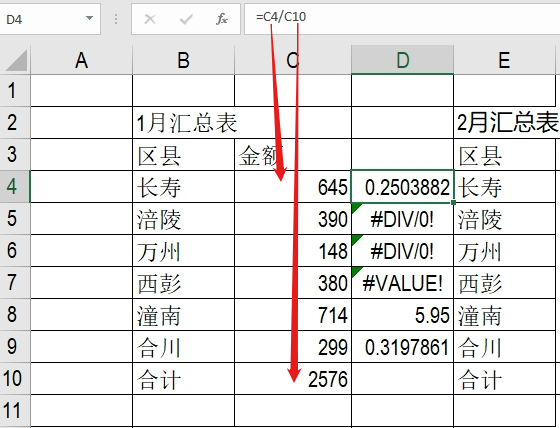 D4 fx =C4/C10
A B C D E
1
2 1月汇总表 2月汇总表
3 区县 金额 区县
4 长寿 645 0.2503882 长寿
5 涪陵 390 #DIV/0! 涪陵
6 万州 148 #DIV/0! 万州
7 西彭 380 #VALUE! 西彭
8 潼南 714 5.95 潼南
9 合川 299 0.3197861 合川
10 合计 2576 合计
11